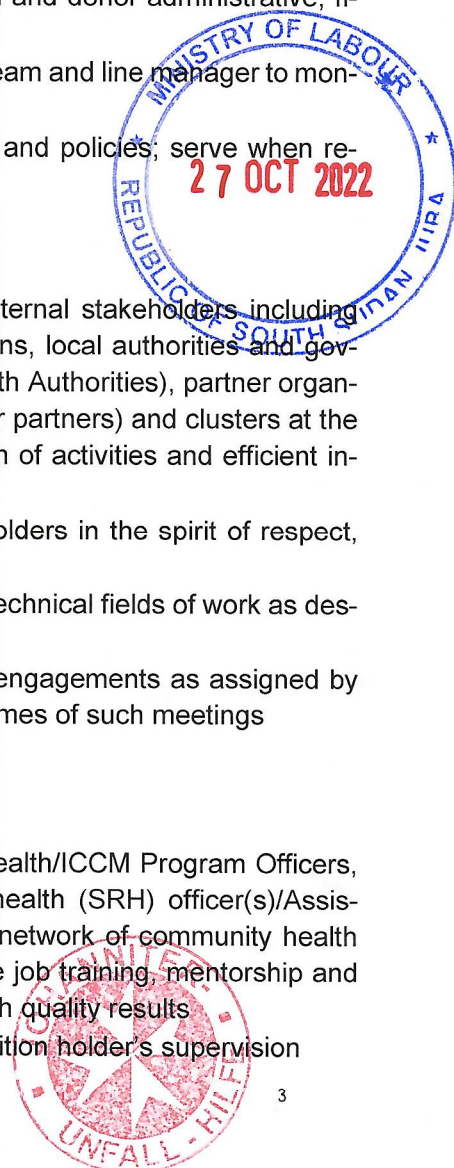 and donor administrative, fi-
eam and line manager to mon-
and policies; serve when re-
MINISTRY OF LABOUR
27 OCT 2022
REPUBLIC OF SOUTH
ternal stakeholders including
ns, local authorities and gov-
th Authorities), partner organ-
r partners) and clusters at the
n of activities and efficient in-
olders in the spirit of respect,
echnical fields of work as des-
engagements as assigned by
mes of such meetings
ealth/ICCM Program Officers,
health (SRH) officer(s)/Assis-
network of community health
e job training, mentorship and
h quality results
ition holder's supervision
JOHANNITER-
UNFALL-HILFE
3